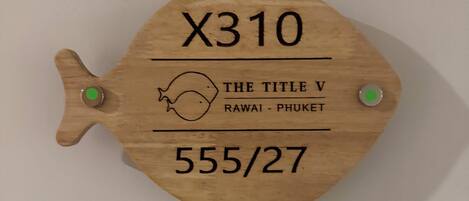 X310
THE TITLE V
RAWAI - PHUKET
555/27